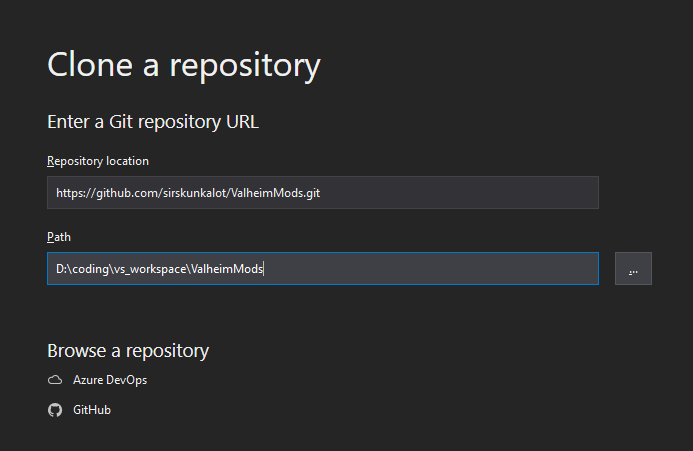 Clone a repository
Enter a Git repository URL
Repository location
https://github.com/sirskunkalot/ValheimMods.git
Path
D:\coding\vs_workspace\ValheimMods
...
Browse a repository
Azure DevOps
GitHub